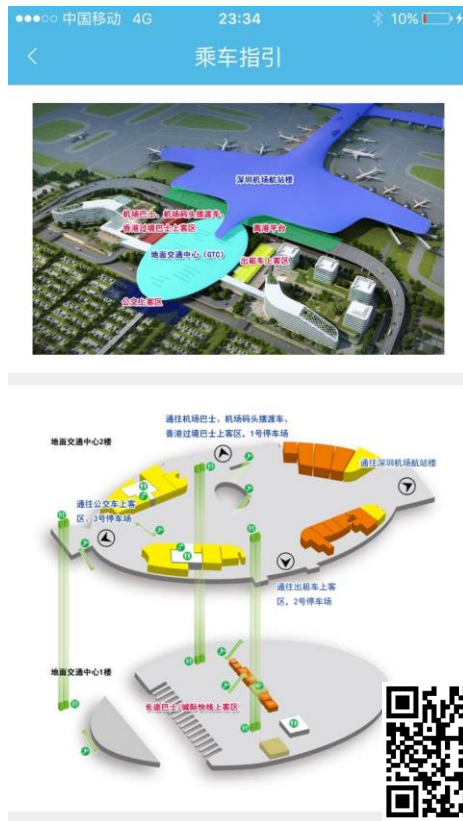 中国移动 4G 23:34 10%
乘车指引
深圳机场航站楼
机场巴士、机场码头摆渡车、
香港过境巴士上客区
离港平台
地面交通中心（GTC）
出租车上客区
公交上客区
通往机场巴士、机场码头摆渡车、
香港过境巴士上客区，1号停车场
地面交通中心2楼
通往深圳机场航站楼
通往公交车上客
区，3号停车场
通往出租车上客
区，2号停车场
地面交通中心1楼
长途巴士/城际快线上客区